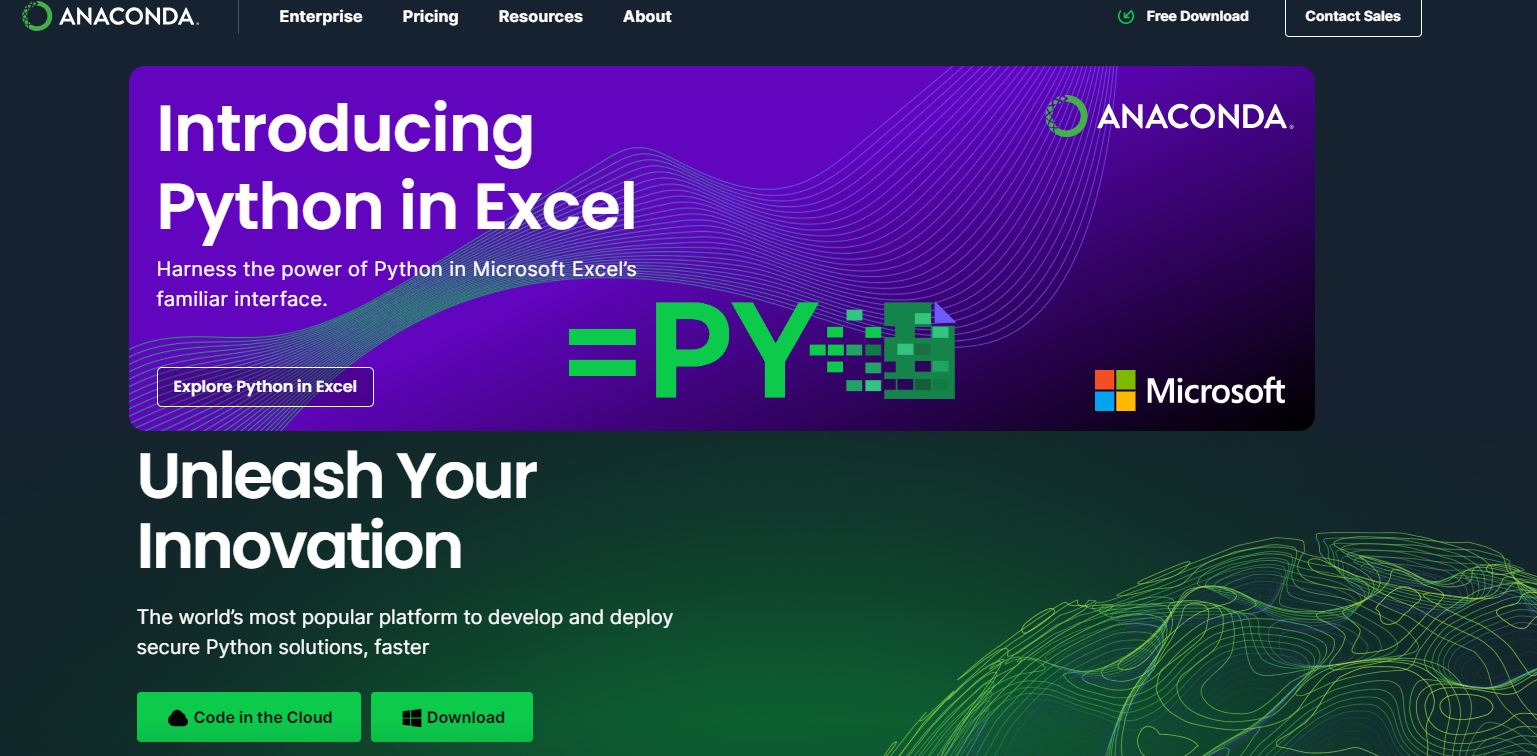 ANACONDA.
Enterprise
Pricing
Resources
About
Free Download
Contact Sales
Introducing
Python in Excel
Harness the power of Python in Microsoft Excel’s
familiar interface.
Explore Python in Excel
ANACONDA.
=PY
Microsoft
Unleash Your
Innovation
The world’s most popular platform to develop and deploy
secure Python solutions, faster
Code in the Cloud
Download